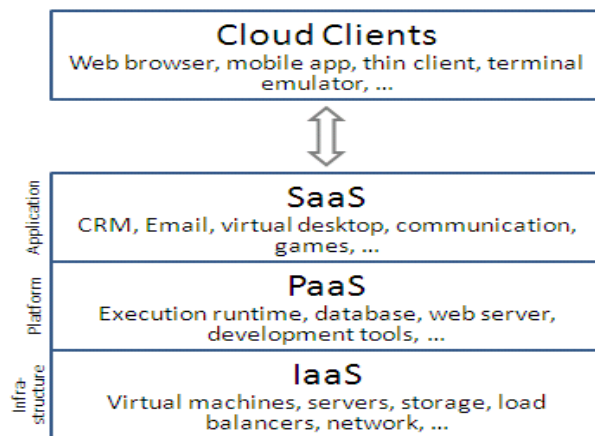 Cloud Clients
Web browser, mobile app, thin client, terminal
emulator, ...
Application
SaaS
CRM, Email, virtual desktop, communication,
games, ...
Platform
PaaS
Execution runtime, database, web server,
development tools, ...
Infra-
structure
IaaS
Virtual machines, servers, storage, load
balancers, network, ...